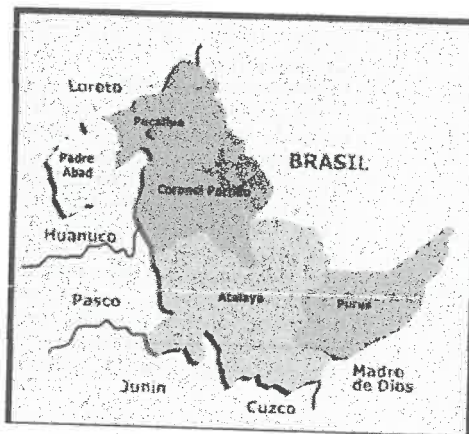 Loreto
Pucallpa
Padre
Abad
BRASIL
Coronel Portillo
Huanuco
Pasco
Atalaya
Purus
Junin
Madre
de Dios
Cuzco